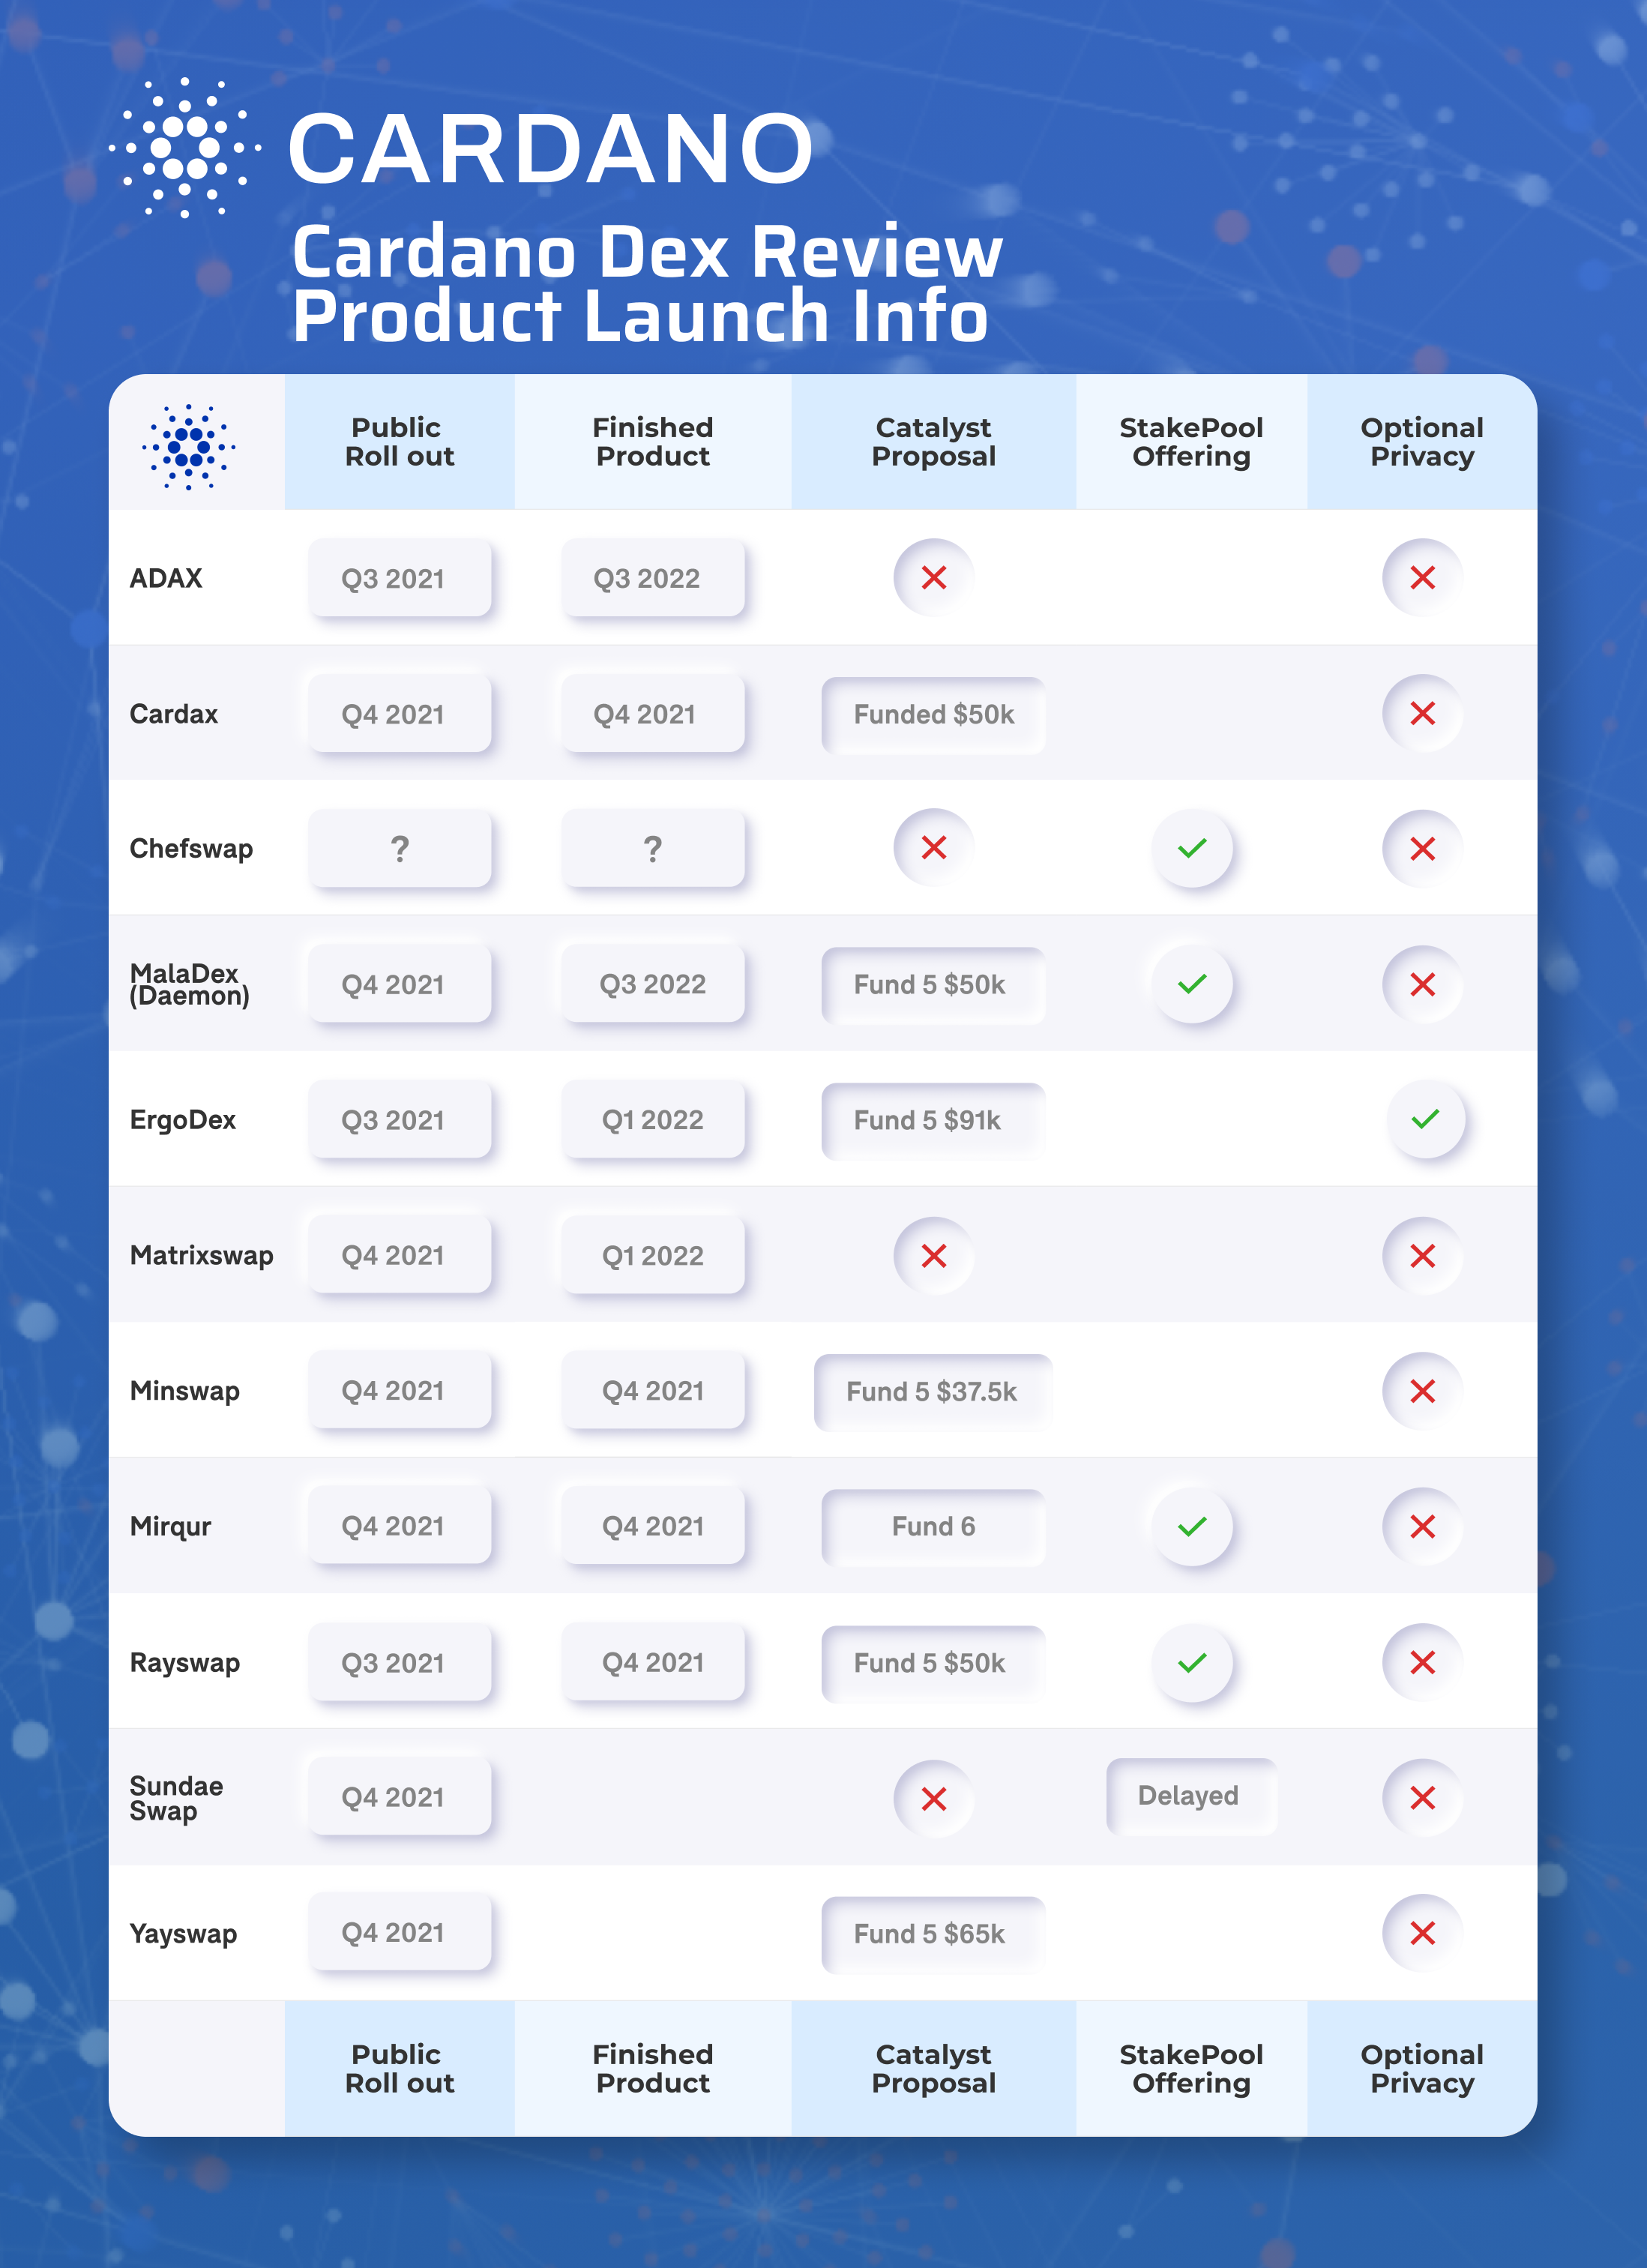 CARDANO
Cardano Dex Review
Product Launch Info
Public Roll out Finished Product Catalyst Proposal StakePool Offering Optional Privacy
ADAX Q3 2021 Q3 2022
Cardax Q4 2021 Q4 2021 Funded $50k
Chefswap ? ?
MalaDex (Daemon) Q4 2021 Q3 2022 Fund 5 $50k
ErgoDex Q3 2021 Q1 2022 Fund 5 $91k
Matrixswap Q4 2021 Q1 2022
Minswap Q4 2021 Q4 2021 Fund 5 $37.5k
Mirqur Q4 2021 Q4 2021 Fund 6
Rayswap Q3 2021 Q4 2021 Fund 5 $50k
Sundae Swap Q4 2021 Delayed
Yayswap Q4 2021 Fund 5 $65k
Public Roll out Finished Product Catalyst Proposal StakePool Offering Optional Privacy